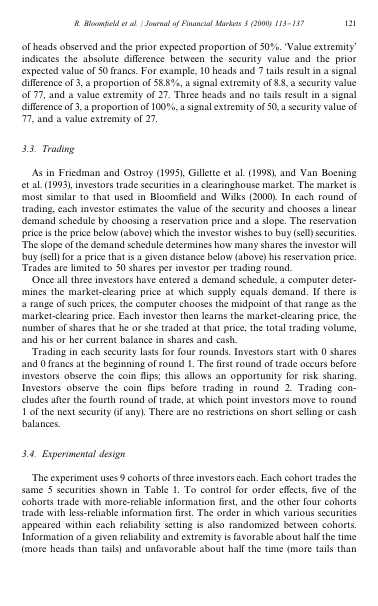 R. Bloomfield et al. / Journal of Financial Markets 3 (2000) 113–137 121
of heads observed and the prior expected proportion of 50%. ‘Value extremity’
indicates the absolute difference between the security value and the prior
expected value of 50 francs. For example, 10 heads and 7 tails result in a signal
difference of 3, a proportion of 58.8%, a signal extremity of 8.8, a security value
of 77, and a value extremity of 27. Three heads and no tails result in a signal
difference of 3, a proportion of 100%, a signal extremity of 50, a security value of
77, and a value extremity of 27.
3.3. Trading
As in Friedman and Ostroy (1995), Gillette et al. (1998), and Van Boening
et al. (1993), investors trade securities in a clearinghouse market. The market is
most similar to that used in Bloomfield and Wilks (2000). In each round of
trading, each investor estimates the value of the security and chooses a linear
demand schedule by choosing a reservation price and a slope. The reservation
price is the price below (above) which the investor wishes to buy (sell) securities.
The slope of the demand schedule determines how many shares the investor will
buy (sell) for a price that is a given distance below (above) his reservation price.
Trades are limited to 50 shares per investor per trading round.
Once all three investors have entered a demand schedule, a computer deter-
mines the market-clearing price at which supply equals demand. If there is
a range of such prices, the computer chooses the midpoint of that range as the
market-clearing price. Each investor then learns the market-clearing price, the
number of shares that he or she traded at that price, the total trading volume,
and his or her current balance in shares and cash.
Trading in each security lasts for four rounds. Investors start with 0 shares
and 0 francs at the beginning of round 1. The first round of trade occurs before
investors observe the coin flips; this allows an opportunity for risk sharing.
Investors observe the coin flips before trading in round 2. Trading con-
cludes after the fourth round of trade, at which point investors move to round
1 of the next security (if any). There are no restrictions on short selling or cash
balances.
3.4. Experimental design
The experiment uses 9 cohorts of three investors each. Each cohort trades the
same 5 securities shown in Table 1. To control for order effects, five of the
cohorts trade with more-reliable information first, and the other four cohorts
trade with less-reliable information first. The order in which various securities
appeared within each reliability setting is also randomized between cohorts.
Information of a given reliability and extremity is favorable about half the time
(more heads than tails) and unfavorable about half the time (more tails than